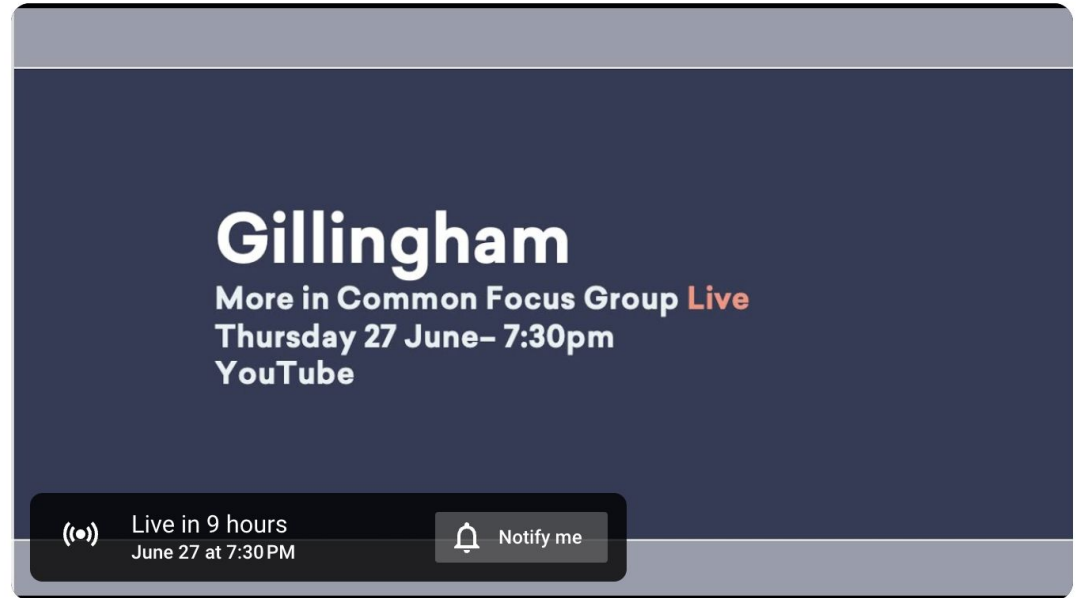 Gillingham
More in Common Focus Group Live
Thursday 27 June– 7:30pm
YouTube
Live in 9 hours
June 27 at 7:30 PM
Notify me